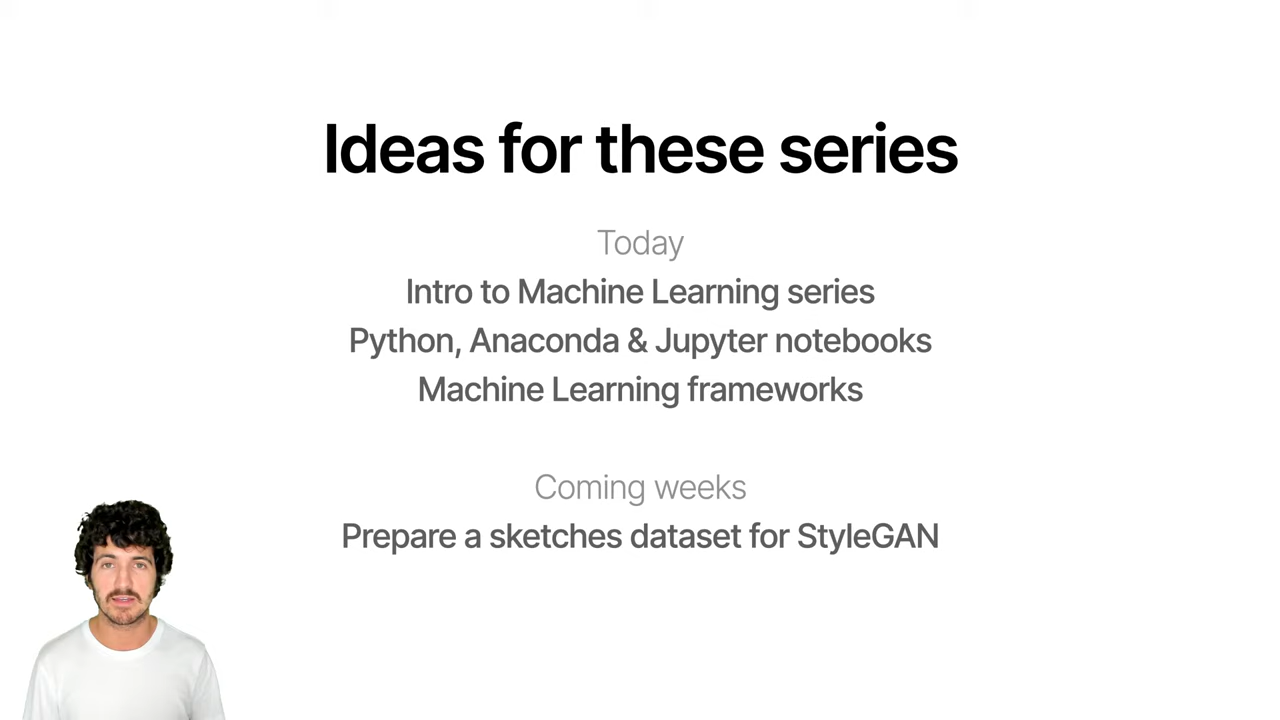 Ideas for these series
Today
Intro to Machine Learning series
Python, Anaconda & Jupyter notebooks
Machine Learning frameworks
Coming weeks
Prepare a sketches dataset for StyleGAN